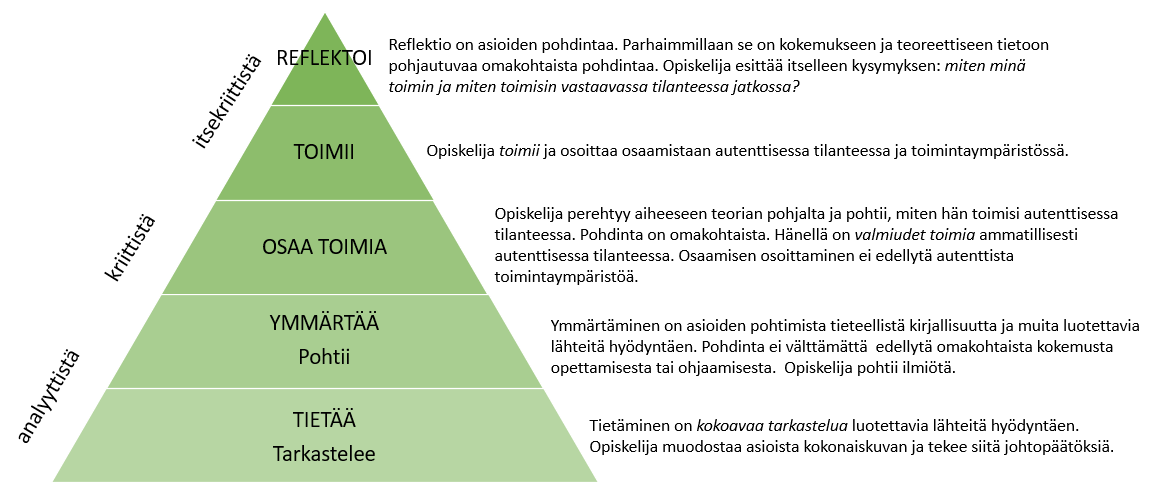 REFLEKTOI
Reflektio on asioiden pohdintaa. Parhaimmillaan se on kokemukseen ja teoreettiseen tietoon
pohjautuvaa omakohtaista pohdintaa. Opiskelija esittää itselleen kysymyksen: miten minä
toimin ja miten toimisin vastaavassa tilanteessa jatkossa?
itsekriittistä
TOIMII
Opiskelija toimii ja osoittaa osaamistaan autenttisessa tilanteessa ja toimintaympäristössä.
kriittistä
OSAA TOIMIA
Opiskelija perehtyy aiheeseen teorian pohjalta ja pohtii, miten hän toimisi autenttisessa
tilanteessa. Pohdinta on omakohtaista. Hänellä on valmiudet toimia ammatillisesti
autenttisessa tilanteessa. Osaamisen osoittaminen ei edellytä autenttista
toimintaympäristöä.
YMMÄRTÄÄ
Pohtii
Ymmärtäminen on asioiden pohtimista tieteellistä kirjallisuutta ja muita luotettavia
lähteitä hyödyntäen. Pohdinta ei välttämättä  edellytä omakohtaista kokemusta
opettamisesta tai ohjaamisesta.  Opiskelija pohtii ilmiötä.
analyyttistä
TIETÄÄ
Tarkastelee
Tietäminen on kokoavaa tarkastelua luotettavia lähteitä hyödyntäen.
Opiskelija muodostaa asioista kokonaiskuvan ja tekee siitä johtopäätöksiä.